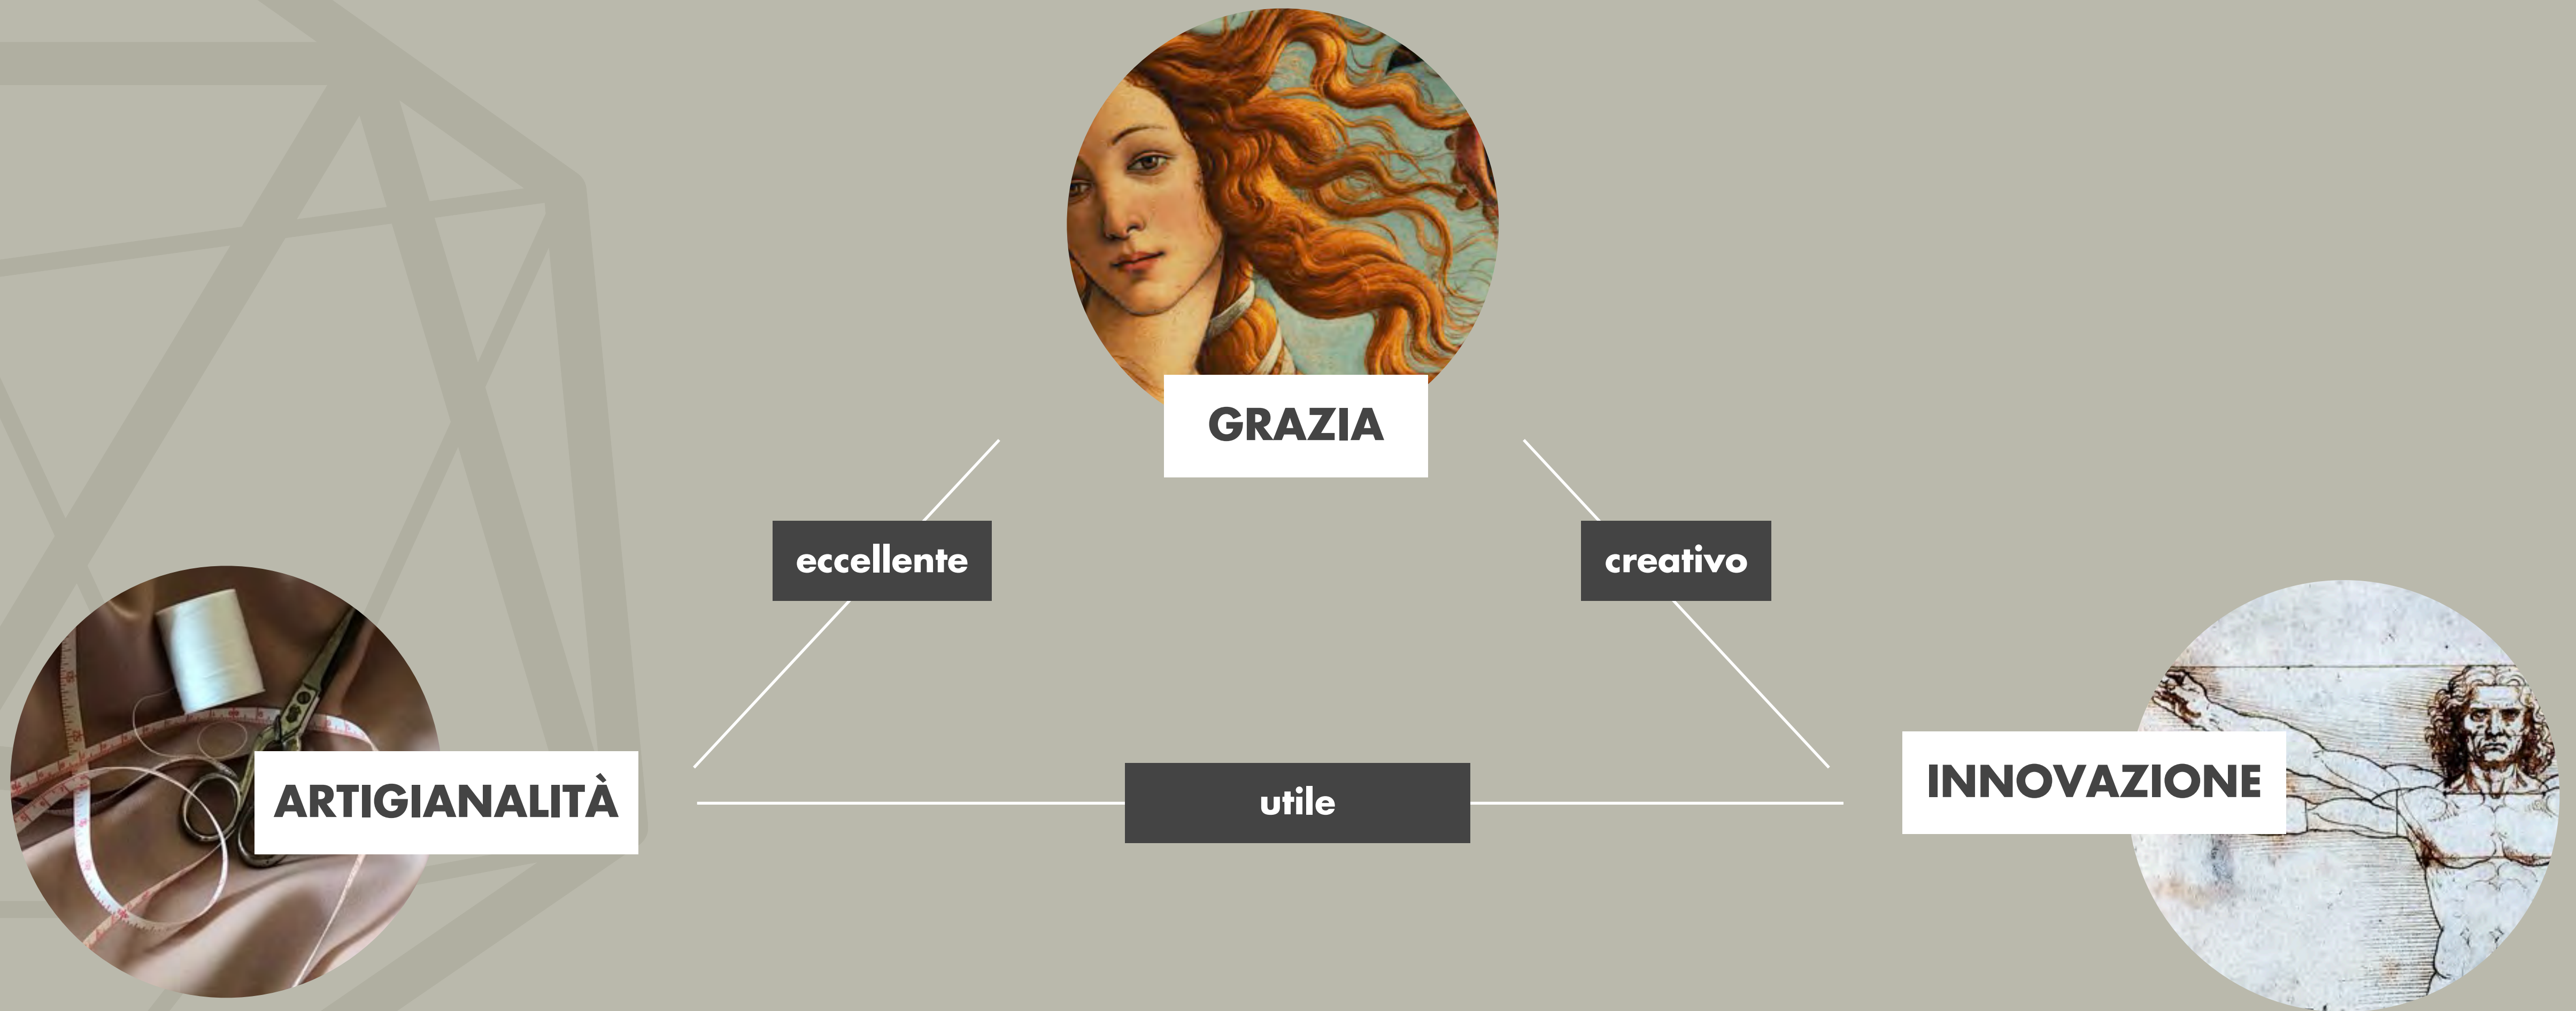 GRAZIA
eccellente
creativo
ARTIGIANALITÀ
utile
INNOVAZIONE